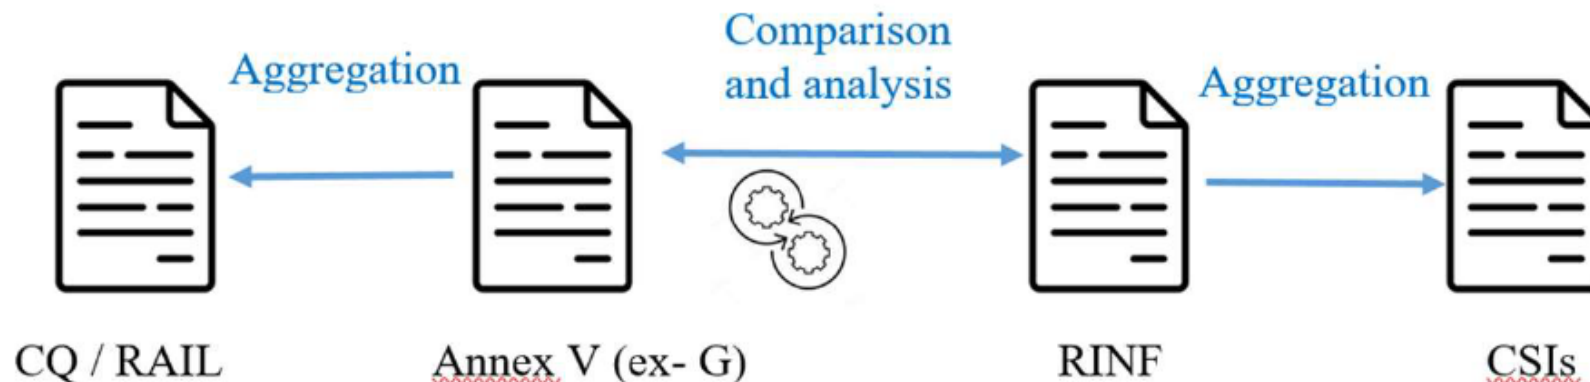 Comparison
and analysis
Aggregation
Aggregation
CQ / RAIL
Annex V (ex- G)
RINF
CSIs